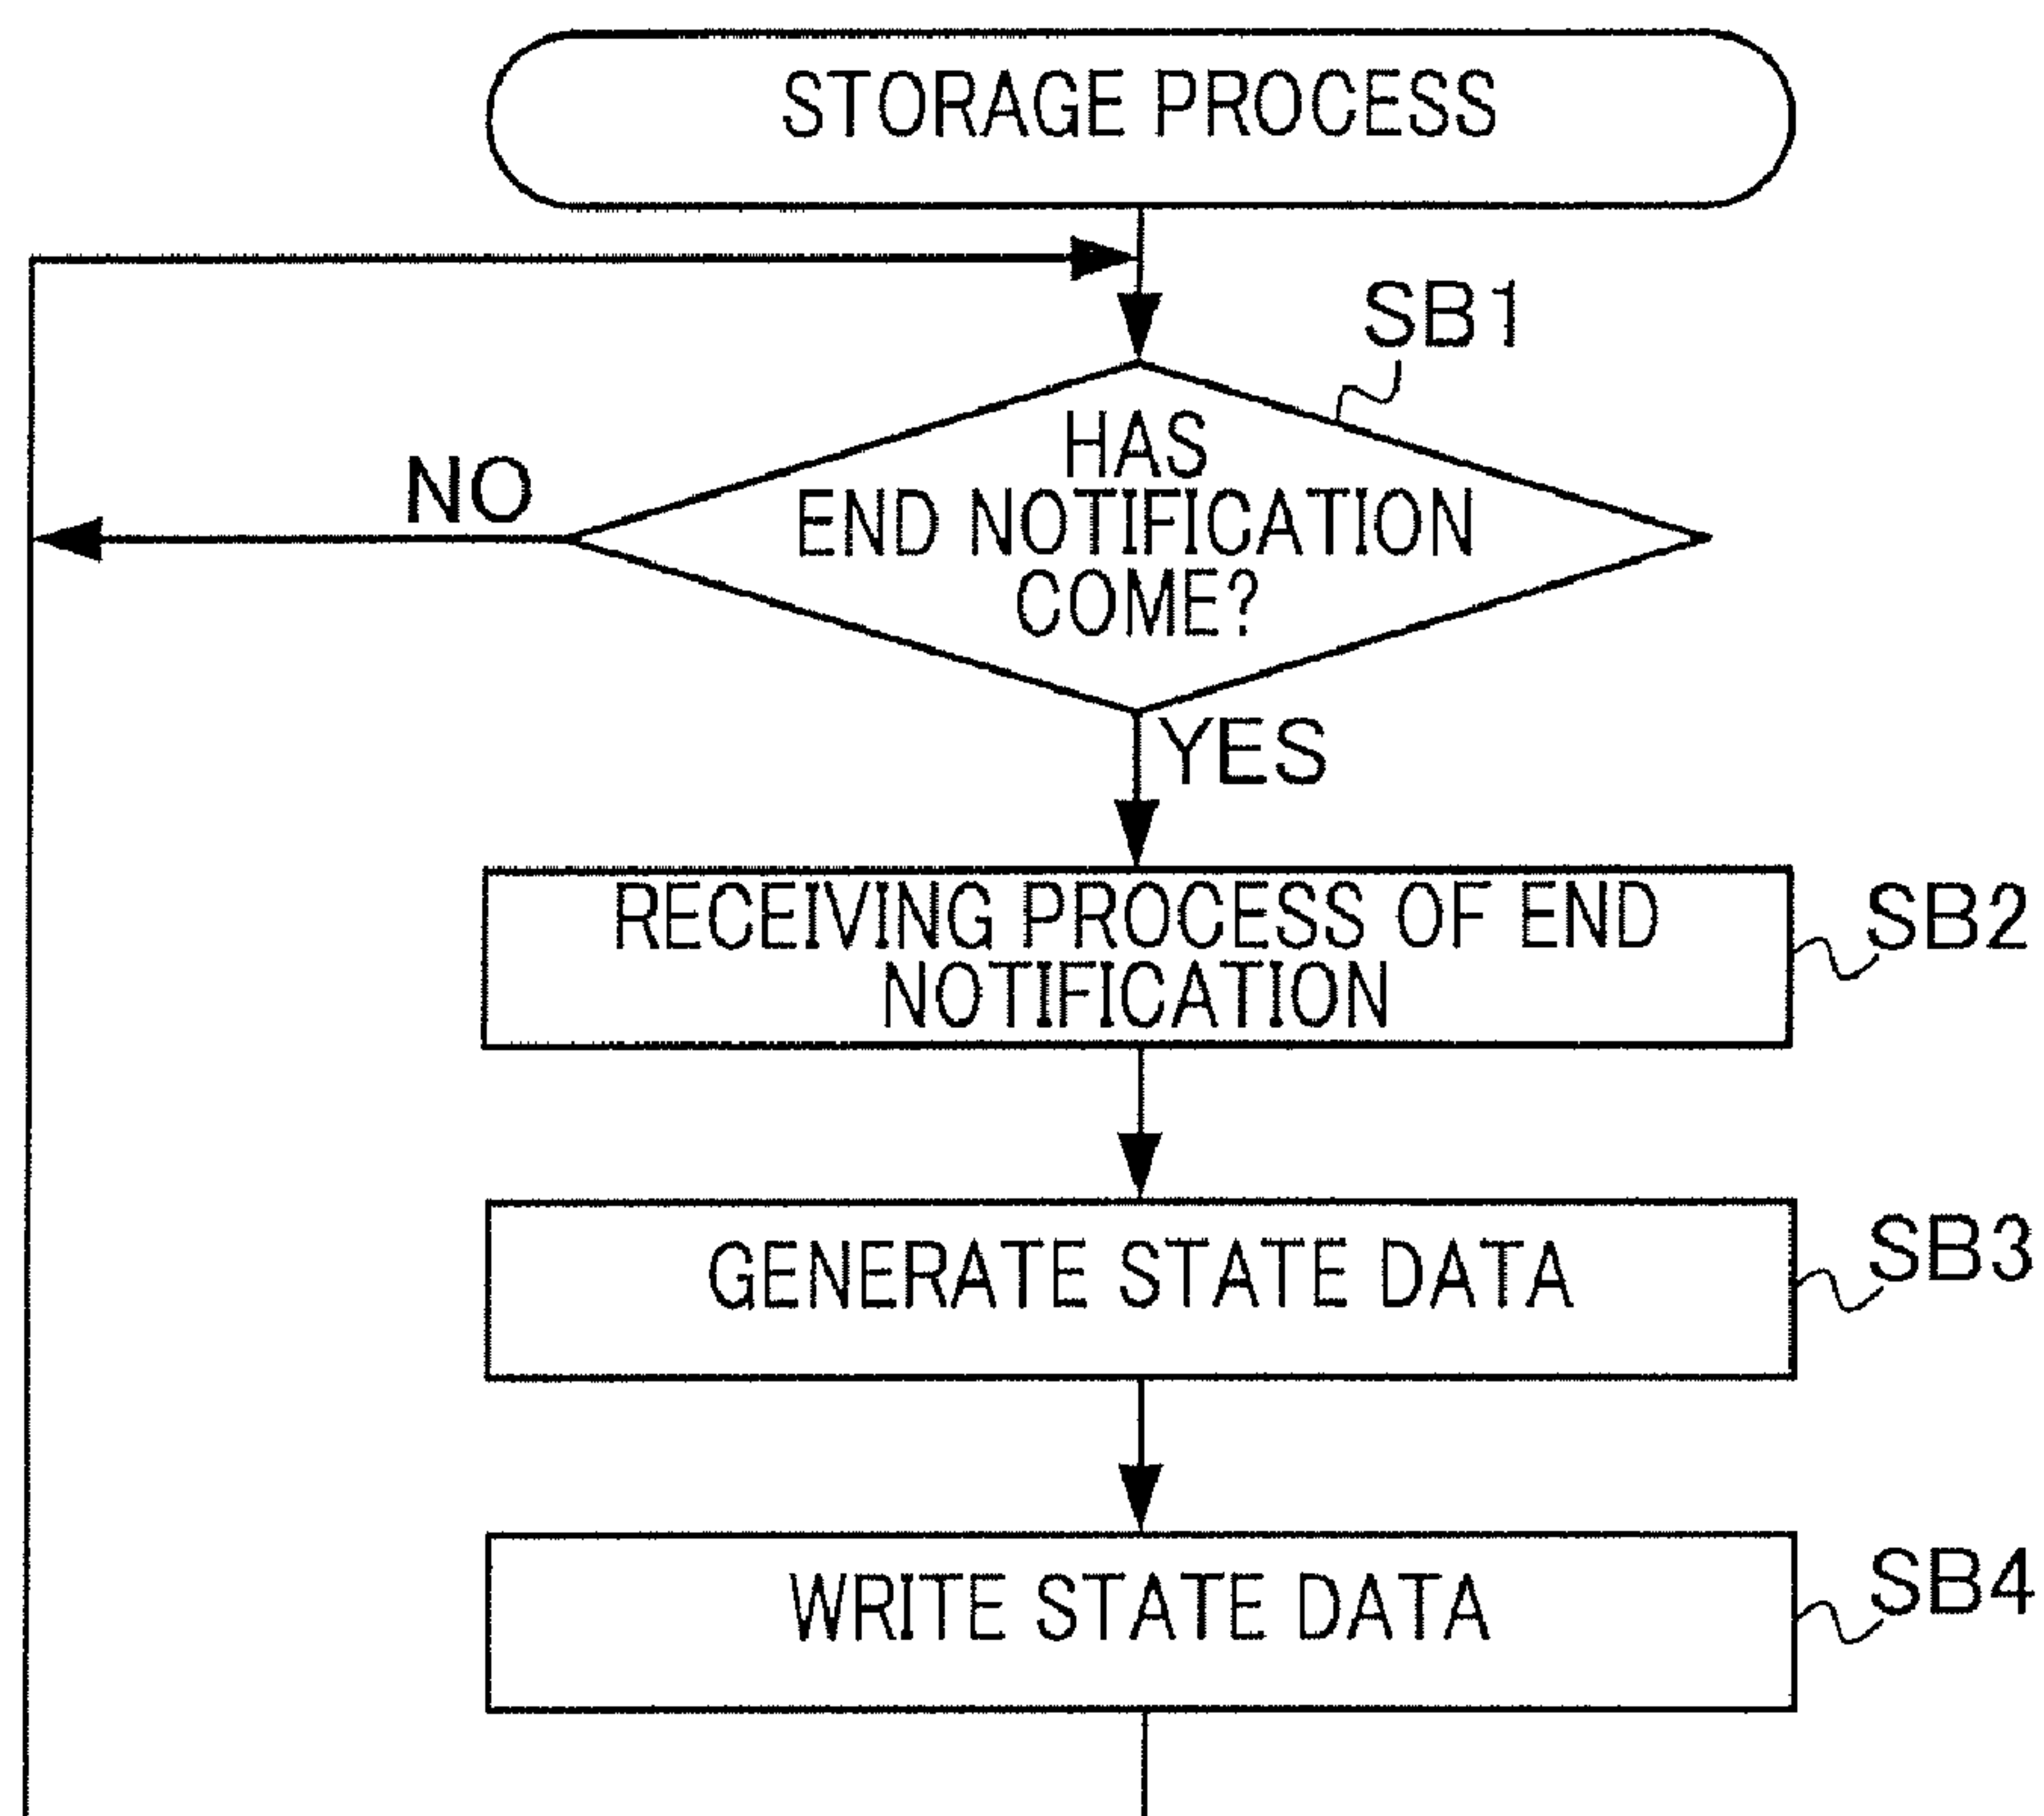 STORAGE PROCESS
SB1
HAS
END NOTIFICATION
COME?
NO
YES
RECEIVING PROCESS OF END
NOTIFICATION
SB2
GENERATE STATE DATA
SB3
WRITE STATE DATA
SB4